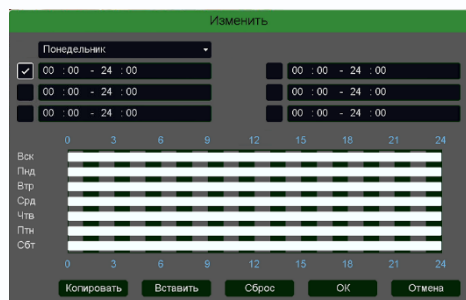 Изменить
Понедельник
00 :00 - 24 :00 00 :00 - 24 :00
00 :00 - 24 :00 00 :00 - 24 :00
00 :00 - 24 :00 00 :00 - 24 :00
0 3 6 9 12 15 18 21 24
Вск
Пнд
Втр
Срд
Чтв
Птн
Сбт
0 3 6 9 12 15 18 21 24
Копировать Вставить Сброс ОК Отмена